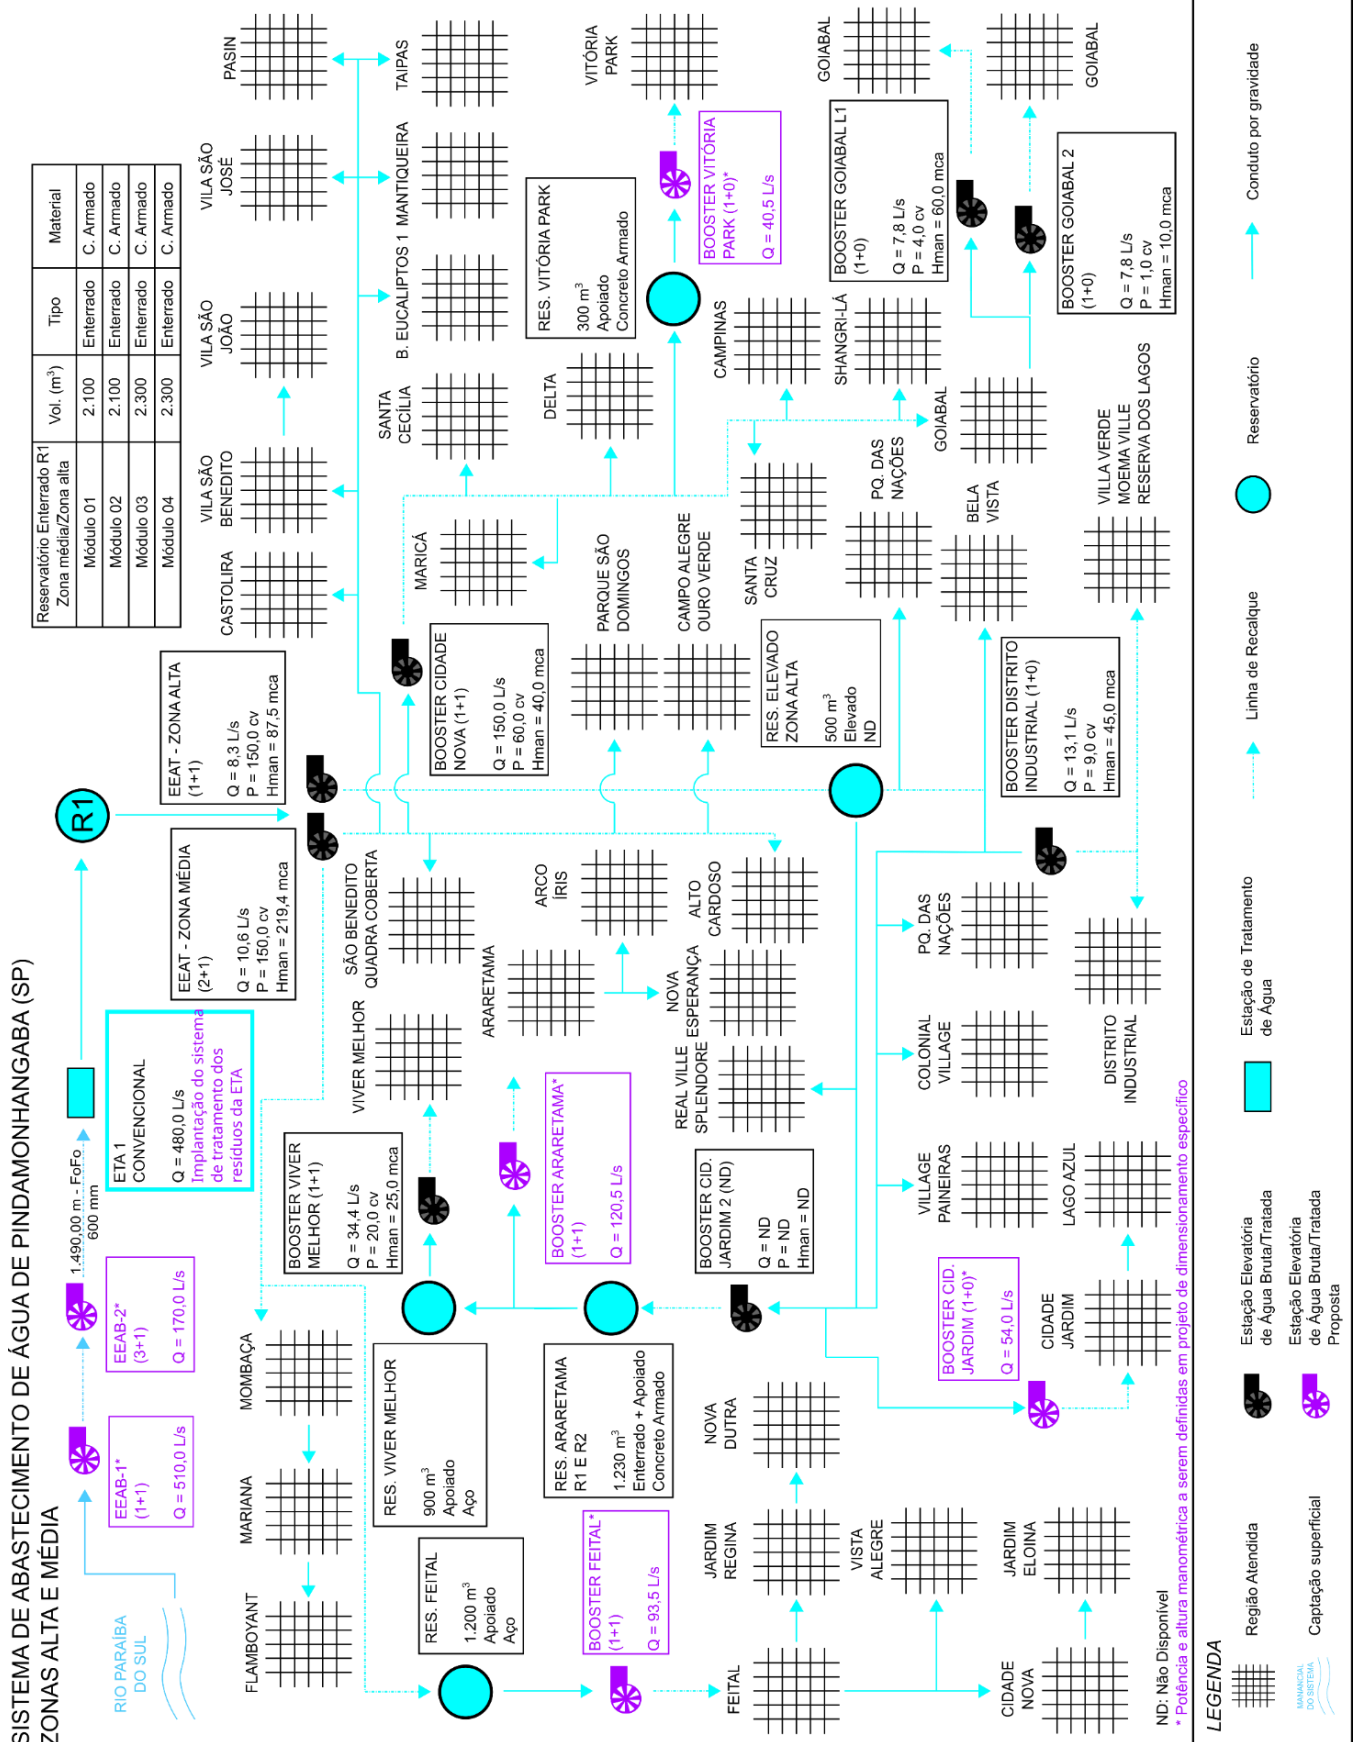 SISTEMA DE ABASTECIMENTO DE ÁGUA DE PINDAMONHANGABA (SP)
ZONAS ALTA E MÉDIA
RIO PARAÍBA
DO SUL
EEAB-1*
(1+1)
Q = 510,0 L/s
EEAB-2*
(3+1)
Q = 170,0 L/s
1.490,00 m - FoFo
600 mm
ETA 1
CONVENCIONAL
Q = 480,0 L/s
Implantação do sistema
de tratamento dos
resíduos da ETA
R1
Reservatório Enterrado R1
Zona média/Zona alta
Vol. (m³)
Tipo
Material
Módulo 01
2.100
Enterrado
C. Armado
Módulo 02
2.100
Enterrado
C. Armado
Módulo 03
2.300
Enterrado
C. Armado
Módulo 04
2.300
Enterrado
C. Armado
EEAT - ZONA MÉDIA
(2+1)
Q = 10,6 L/s
P = 150,0 cv
Hman = 219,4 mca
EEAT - ZONA ALTA
(1+1)
Q = 8,3 L/s
P = 150,0 cv
Hman = 87,5 mca
CASTOLIRA
VILA SÃO
BENEDITO
VILA SÃO
JOÃO
VILA SÃO
JOSÉ
PASIN
FLAMBOYANT
MARIANA
MOMBAÇA
BOOSTER VIVER
MELHOR (1+1)
Q = 34,4 L/s
P = 20,0 cv
Hman = 25,0 mca
VIVER MELHOR
SÃO BENEDITO
QUADRA COBERTA
SANTA
CECÍLIA
B. EUCALIPTOS 1
MANTIQUEIRA
TAIPAS
RES. VIVER MELHOR
900 m³
Apoiado
Aço
BOOSTER CIDADE
NOVA (1+1)
Q = 150,0 L/s
P = 60,0 cv
Hman = 40,0 mca
MARICÁ
RES. FEITAL
1.200 m³
Apoiado
Aço
ARARETAMA
ARCO
ÍRIS
DELTA
RES. VITÓRIA PARK
300 m³
Apoiado
Concreto Armado
VITÓRIA
PARK
RES. ARARETAMA
R1 E R2
1.230 m³
Enterrado + Apoiado
Concreto Armado
BOOSTER ARARETAMA*
(1+1)
Q = 120,5 L/s
PARQUE SÃO
DOMINGOS
BOOSTER FEITAL*
(1+1)
Q = 93,5 L/s
NOVA
ESPERANÇA
ALTO
CARDOSO
CAMPO ALEGRE
OURO VERDE
BOOSTER VITÓRIA
PARK (1+0)*
Q = 40,5 L/s
FEITAL
JARDIM
REGINA
NOVA
DUTRA
BOOSTER CID.
JARDIM 2 (ND)
Q = ND
P = ND
Hman = ND
REAL VILLE
SPLENDORE
RES. ELEVADO
ZONA ALTA
500 m³
Elevado
ND
SANTA
CRUZ
CAMPINAS
SHANGRI-LÁ
BOOSTER GOIABAL L1
(1+0)
Q = 7,8 L/s
P = 4,0 cv
Hman = 60,0 mca
GOIABAL
VISTA
ALEGRE
PQ. DAS
NAÇÕES
GOIABAL
VILLAGE
PAINEIRAS
COLONIAL
VILLAGE
PQ. DAS
NAÇÕES
BELA
VISTA
BOOSTER CID.
JARDIM (1+0)*
Q = 54,0 L/s
CIDADE
NOVA
JARDIM
ELOINA
CIDADE
JARDIM
LAGO AZUL
DISTRITO
INDUSTRIAL
BOOSTER DISTRITO
INDUSTRIAL (1+0)
Q = 13,1 L/s
P = 9,0 cv
Hman = 45,0 mca
VILLA VERDE
MOEMA VILLE
RESERVA DOS LAGOS
BOOSTER GOIABAL 2
(1+0)
Q = 7,8 L/s
P = 1,0 cv
Hman = 10,0 mca
GOIABAL
ND: Não Disponível
* Potência e altura manométrica a serem definidas em projeto de dimensionamento específico
LEGENDA
Região Atendida
MANANCIAL
DO SISTEMA
Captação superficial
Estação Elevatória
de Água Bruta/Tratada
Estação Elevatória
de Água Bruta/Tratada
Proposta
Estação de Tratamento
de Água
Linha de Recalque
Reservatório
Conduto por gravidade